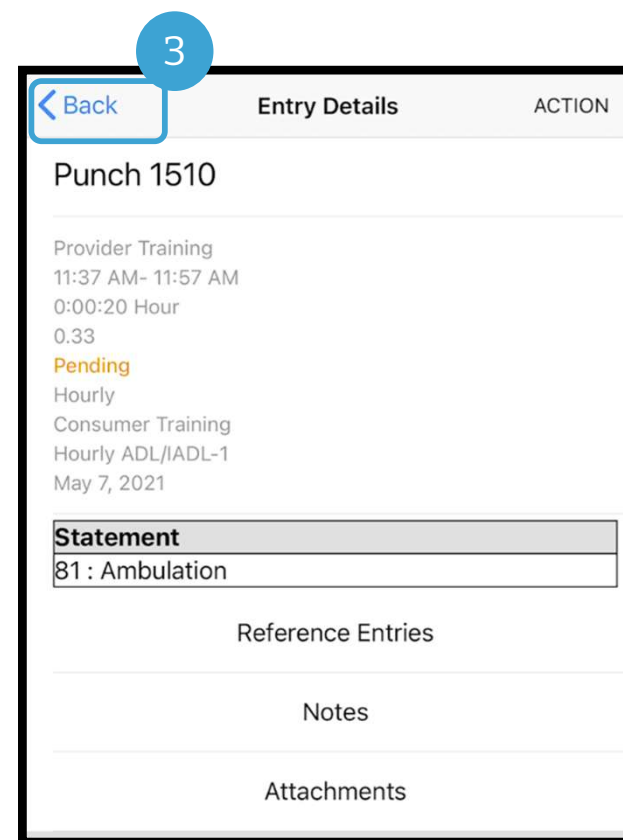 3
Back Entry Details ACTION
Punch 1510
Provider Training
11:37 AM- 11:57 AM
0:00:20 Hour
0.33
Pending
Hourly
Consumer Training
Hourly ADL/IADL-1
May 7, 2021
Statement
81 : Ambulation
Reference Entries
Notes
Attachments